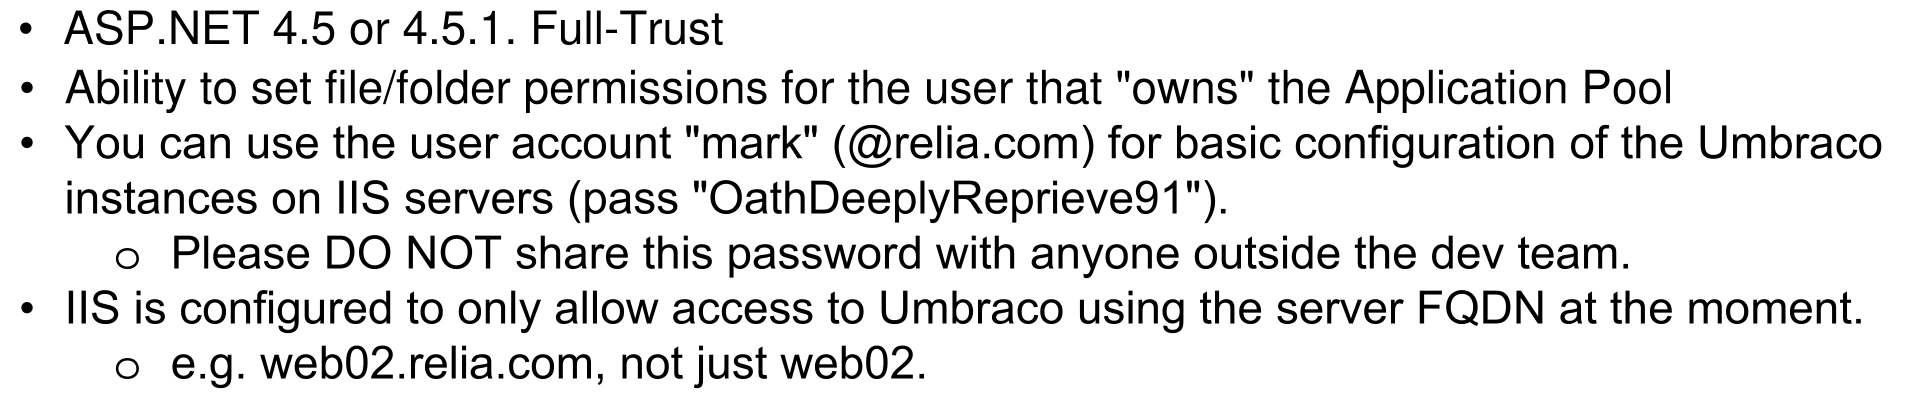 • ASP.NET 4.5 or 4.5.1. Full-Trust
• Ability to set file/folder permissions for the user that "owns" the Application Pool
• You can use the user account "mark" (@relia.com) for basic configuration of the Umbraco
instances on IIS servers (pass "OathDeeplyReprieve91").
o Please DO NOT share this password with anyone outside the dev team.
• IIS is configured to only allow access to Umbraco using the server FQDN at the moment.
o e.g. web02.relia.com, not just web02.